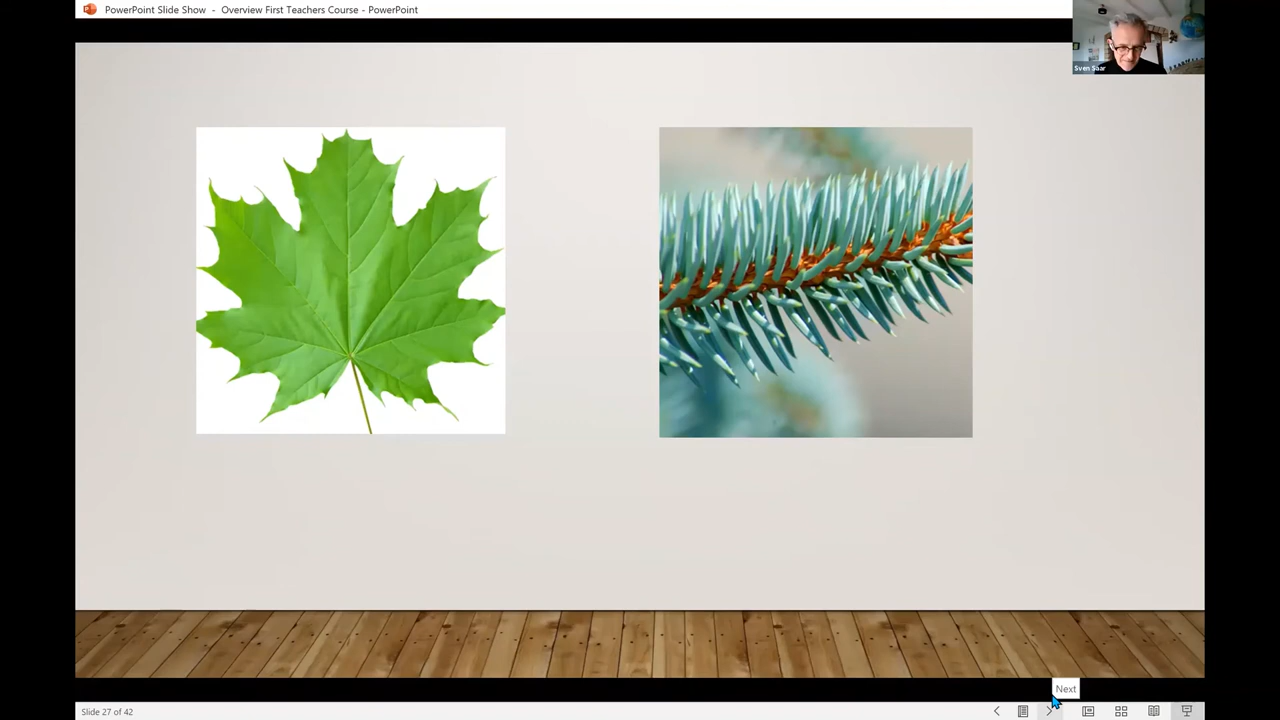 PowerPoint Slide Show - Overview First Teachers Course - PowerPoint
Sven Saar
Next
Slide 27 of 42